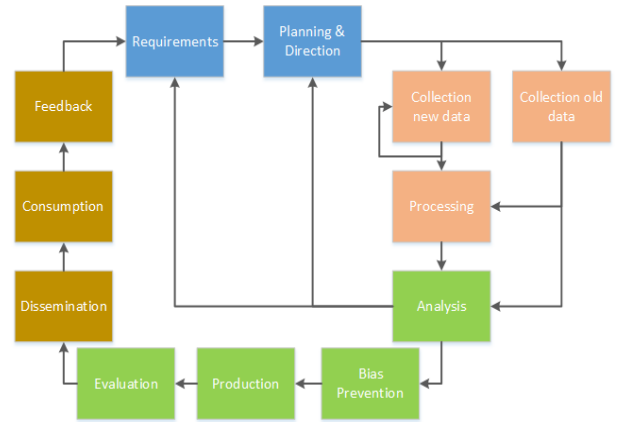 Requirements
Planning &
Direction
Feedback
Collection
new data
Collection old
data
Consumption
Processing
Dissemination
Analysis
Evaluation
Production
Bias
Prevention